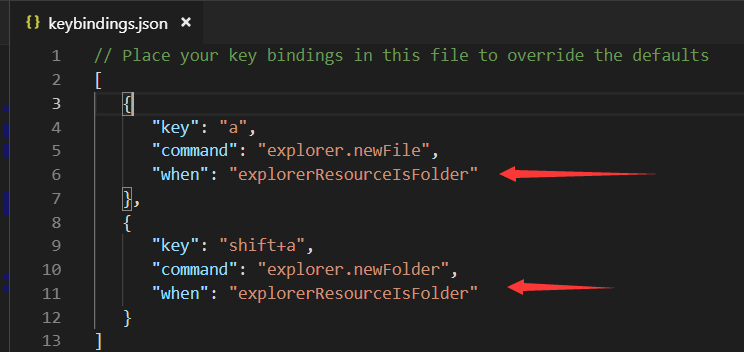 {} keybindings.json ×
1 // Place your key bindings in this file to override the defaults
2 [
3 {
4 "key": "a",
5 "command": "explorer.newFile",
6 "when": "explorerResourceIsFolder"
7 },
8 {
9 "key": "shift+a",
10 "command": "explorer.newFolder",
11 "when": "explorerResourceIsFolder"
12 }
13 ]